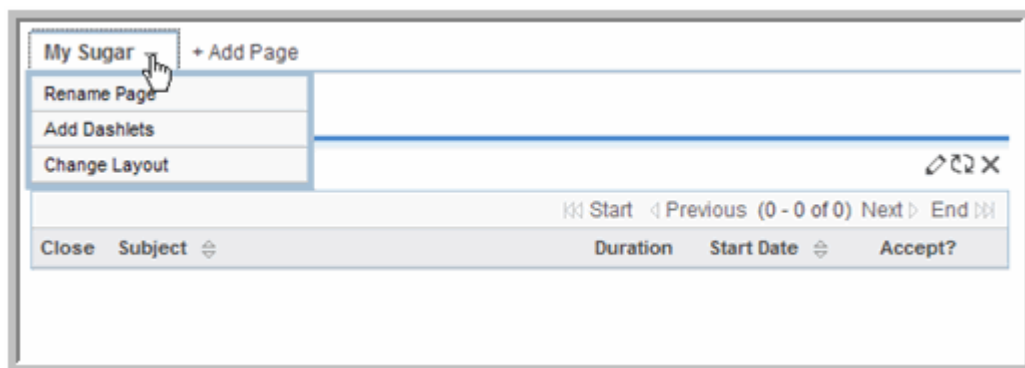 My Sugar + Add Page
Rename Page
Add Dashlets
Change Layout
Start Previous (0 - 0 of 0) Next End
Close Subject Duration Start Date Accept?